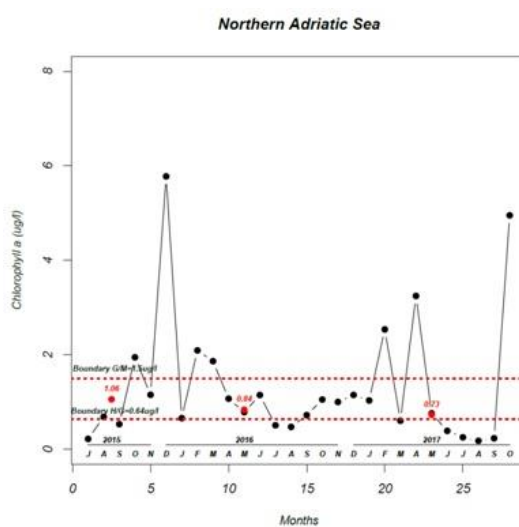 Northern Adriatic Sea
8
6
4
2
0
Chlorophyll a (ug/l)
Boundary G/M=1.5ug/l
1.06
0.84
0.73
Boundary H/G=0.64ug/l
2015 2016 2017
J A S O N D J F M A M J J A S O N D J F M A M J J A S O
0 5 10 15 20 25
Months